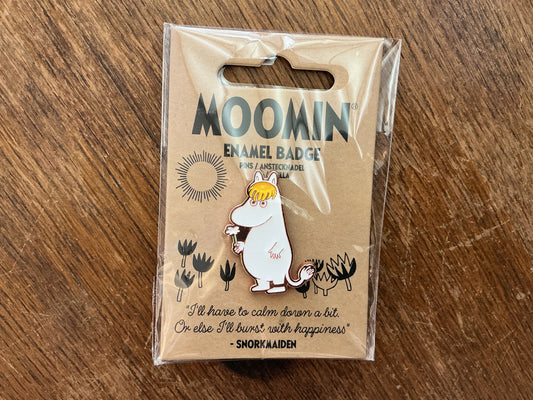 MOOMIN®
ENAMEL BADGE
PINS / ANSTECKNADEL
"I'll have to calm down a bit.
Or else I'll burst with happiness"
- SNORKMAIDEN